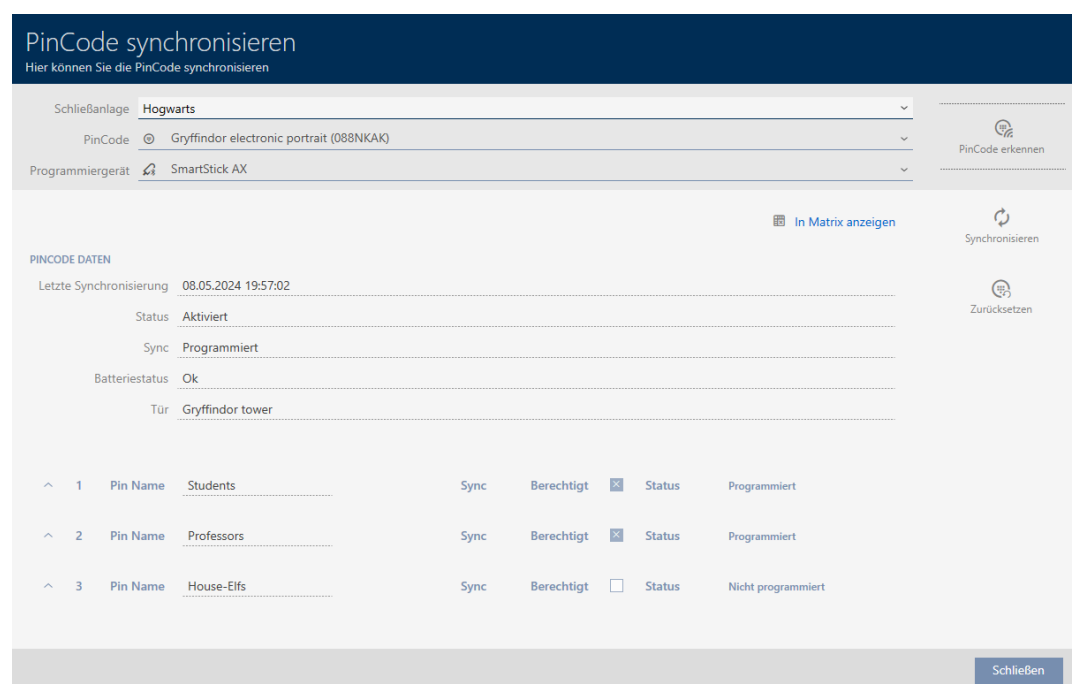 PinCode synchronisieren
Hier können Sie die PinCode synchronisieren
Schließanlage Hogwarts
PinCode Gryffindor electronic portrait (088NKAK)
PinCode erkennen
Programmiergerät SmartStick AX
In Matrix anzeigen
Synchronisieren
PINCODE DATEN
Letzte Synchronisierung 08.05.2024 19:57:02
Zurücksetzen
Status Aktiviert
Sync Programmiert
Batteriestatus Ok
Tür Gryffindor tower
1 Pin Name Students Sync Berechtigt Status Programmiert
2 Pin Name Professors Sync Berechtigt Status Programmiert
3 Pin Name House-Elfs Sync Berechtigt Status Nicht programmiert
Schließen